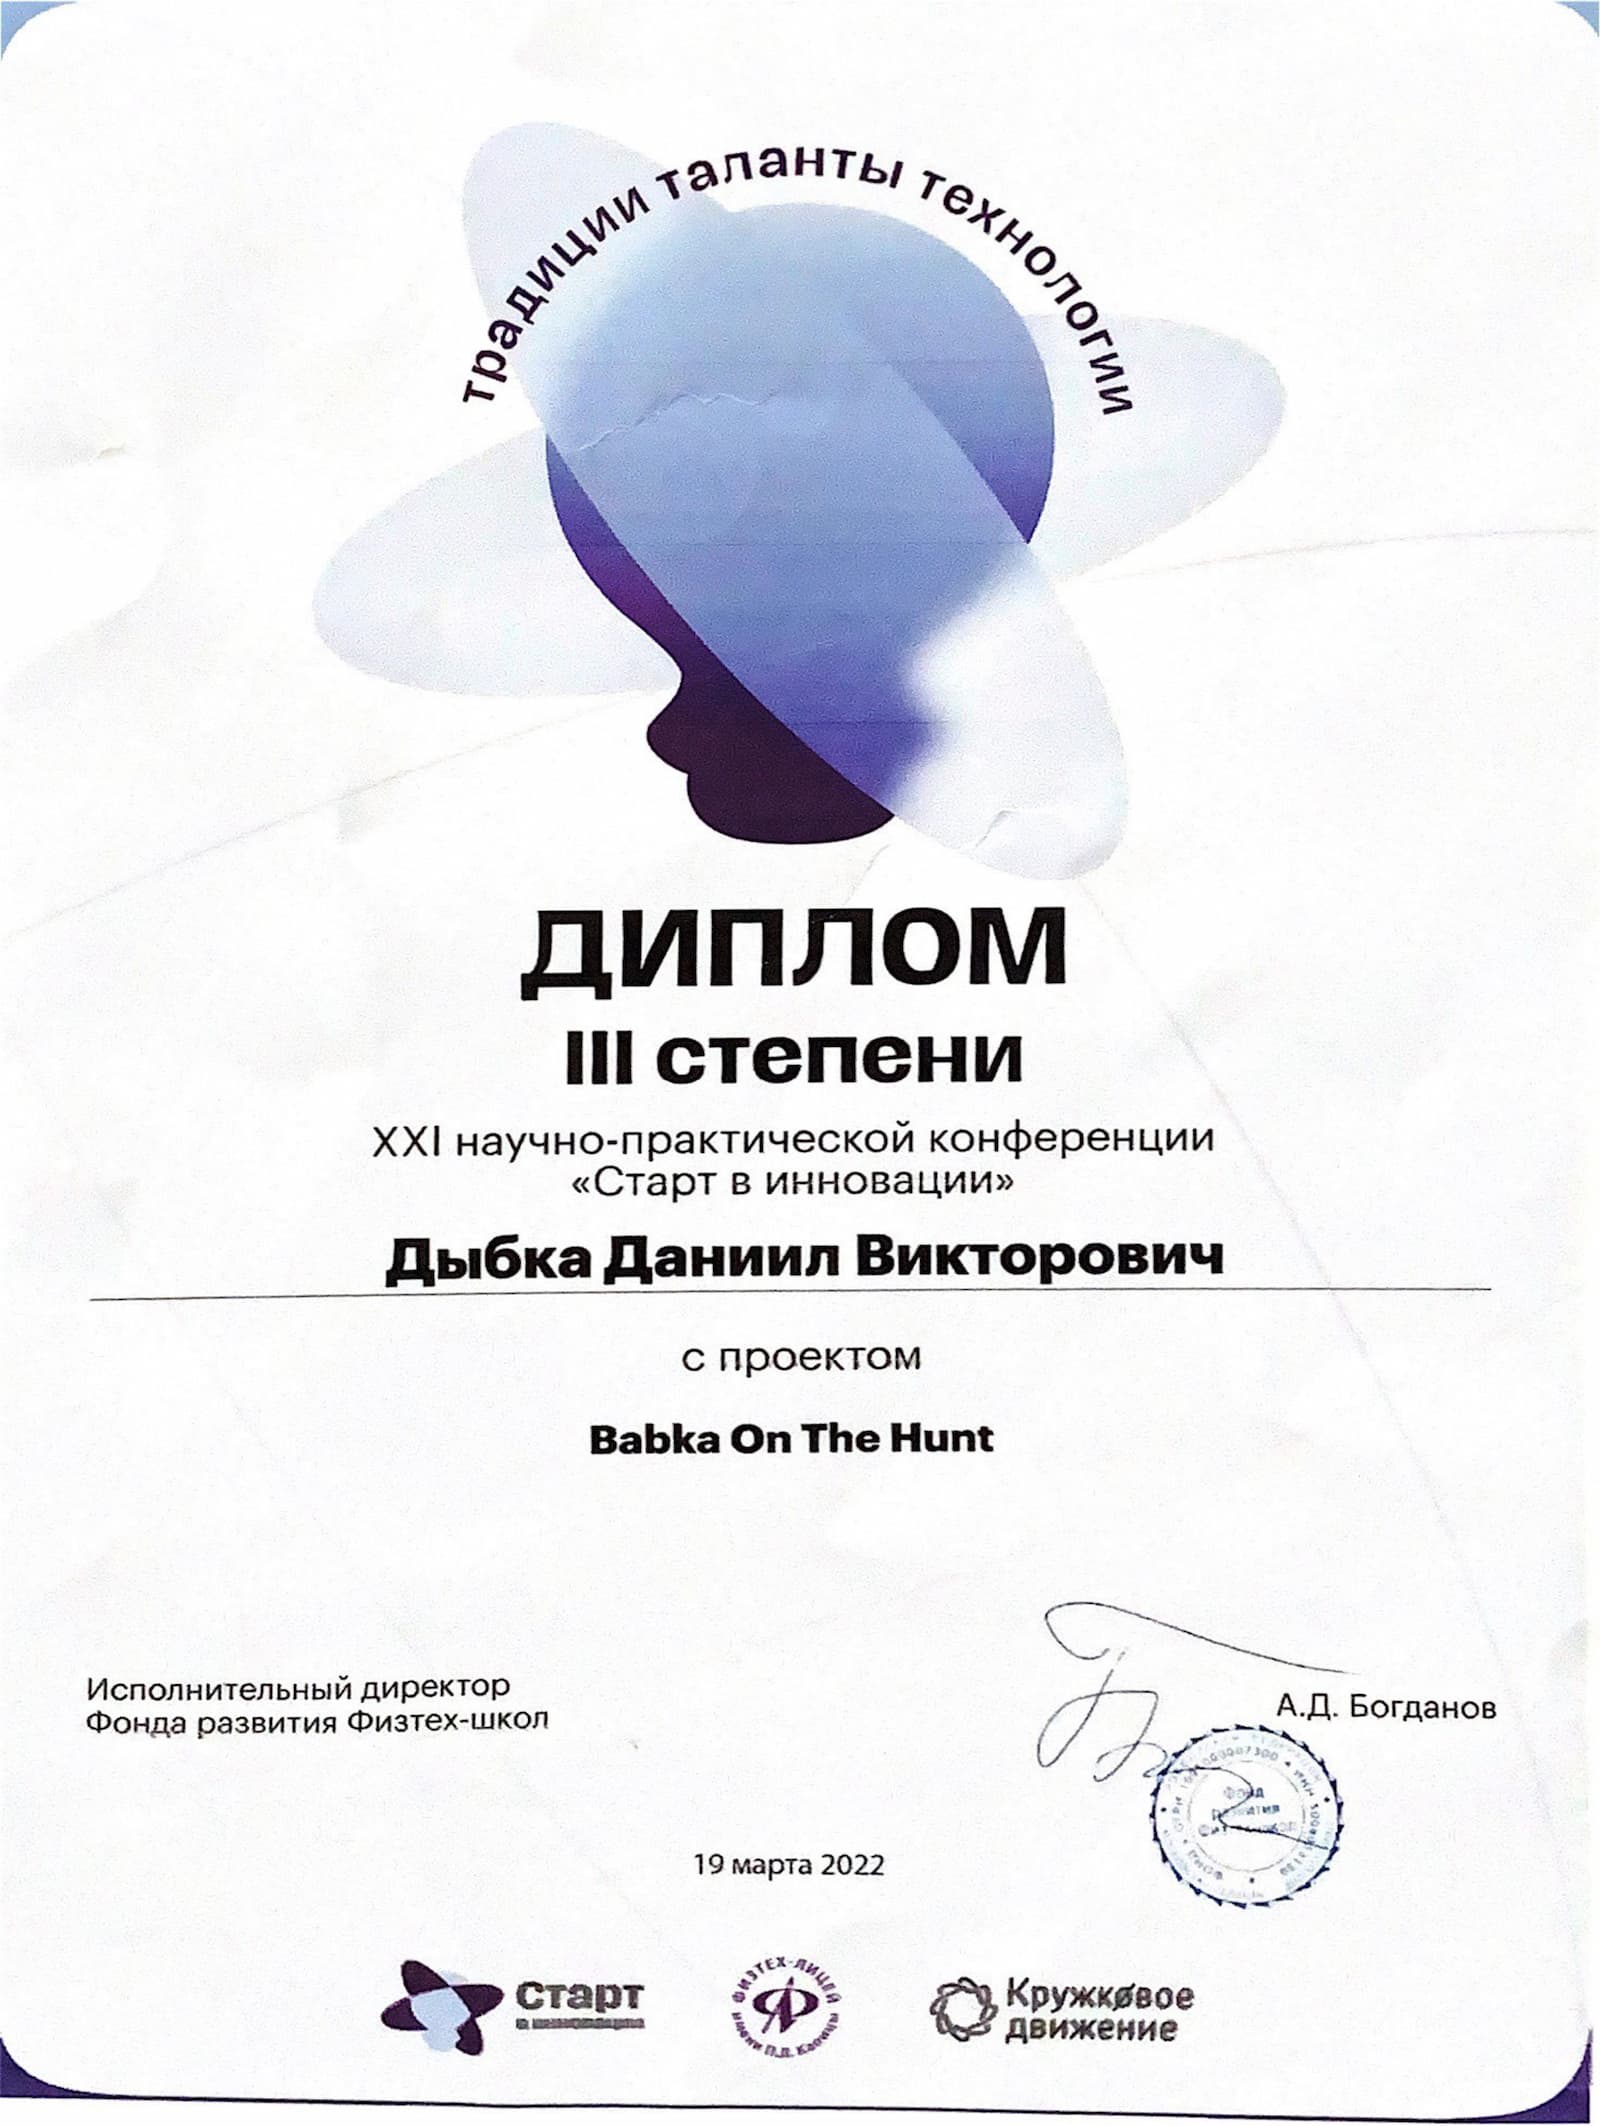 традиции таланты технологии
ДИПЛОМ
III степени
XXI научно-практической конференции
«Старт в инновации»
Дыбка Даниил Викторович
с проектом
Babka On The Hunt
Исполнительный директор
Фонда развития Физтех-школ
А.Д. Богданов
Фонд
развития
19 марта 2022
старт
в инновации
ФИЗТЕХ-ЛИЦЕЙ
имени П.Л. Капицы
Кружковое
движение